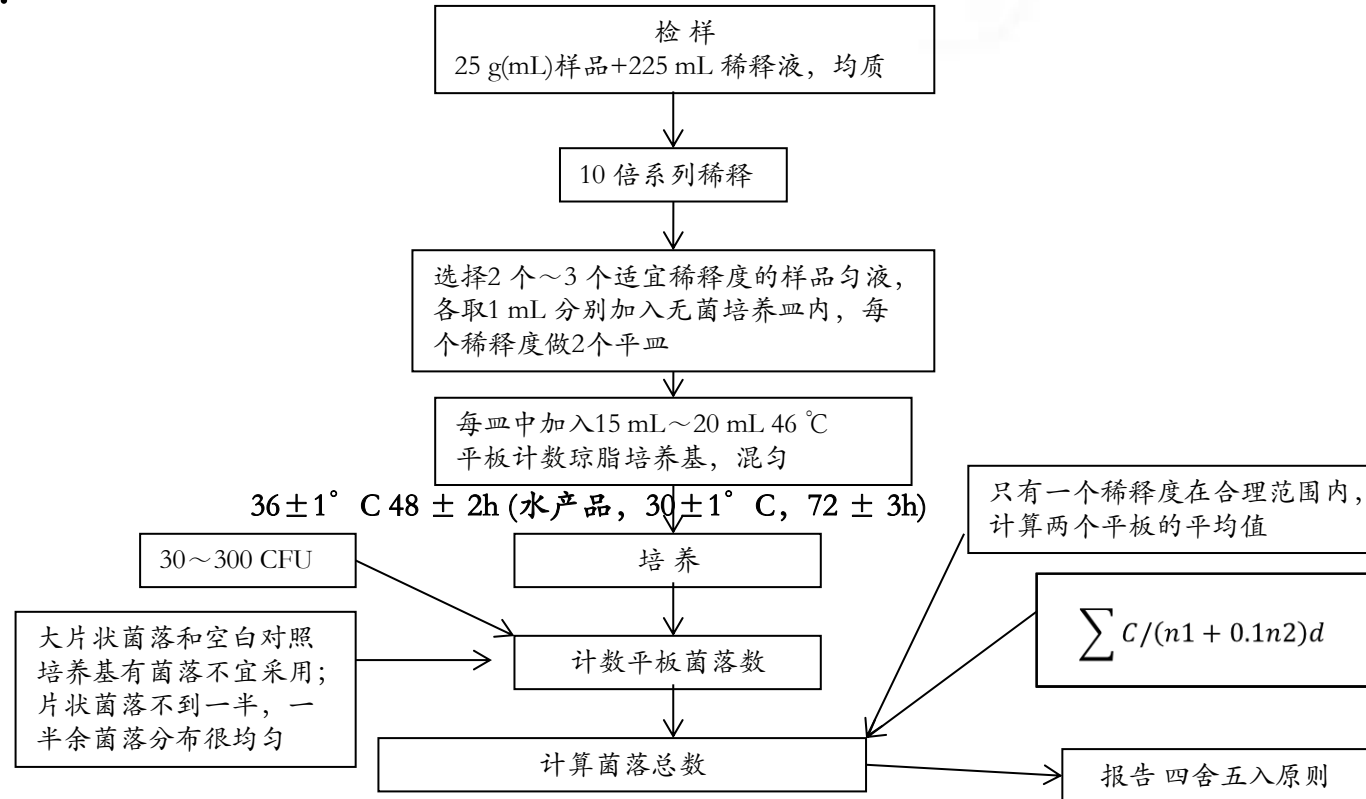 检 样
25 g(mL)样品+225 mL 稀释液，均质
10 倍系列稀释
选择2 个～3 个适宜稀释度的样品匀液，
各取1 mL 分别加入无菌培养皿内，每
个稀释度做2个平皿
每皿中加入15 mL～20 mL 46 ℃
平板计数琼脂培养基，混匀
36±1°C 48 ± 2h (水产品，30±1°C，72 ± 3h)
只有一个稀释度在合理范围内，
计算两个平板的平均值
30～300 CFU
培 养
∑ C/(n1 + 0.1n2)d
大片状菌落和空白对照
培养基有菌落不宜采用；
片状菌落不到一半，一
半余菌落分布很均匀
计数平板菌落数
计算菌落总数
报告 四舍五入原则